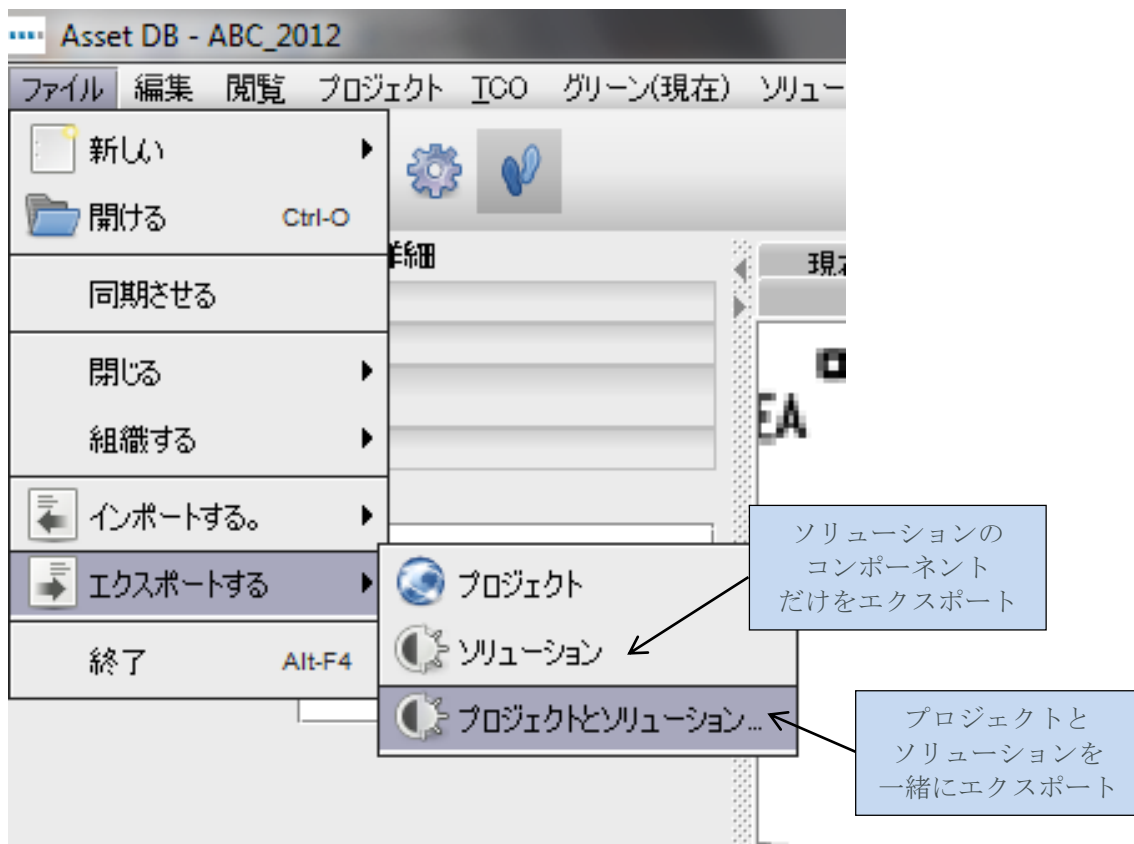 Asset DB - ABC_2012
ファイル 編集 閲覧 プロジェクト TCO グリーン(現在) ソリュー
新しい
開ける Ctrl-O
詳細
現在
同期させる
閉じる
EA
組織する
インポートする。
エクスポートする
終了 Alt-F4
プロジェクト
ソリューション
プロジェクトとソリューション...
ソリューションの
コンポーネント
だけをエクスポート
プロジェクトと
ソリューションを
一緒にエクスポート